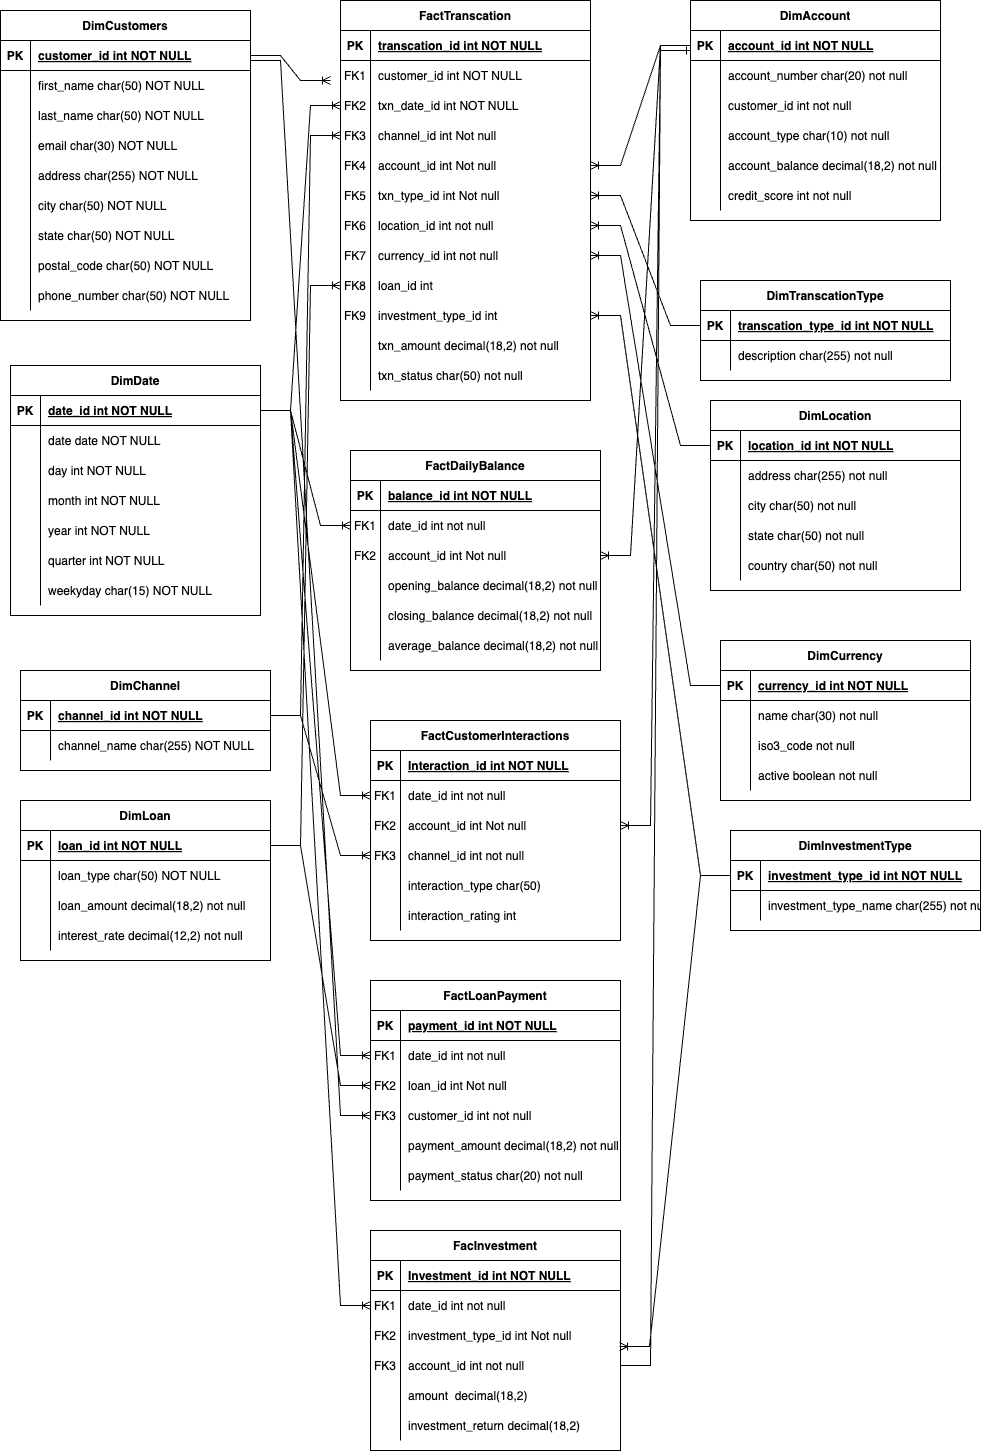 DimCustomers
PK customer_id int NOT NULL
first_name char(50) NOT NULL
last_name char(50) NOT NULL
email char(30) NOT NULL
address char(255) NOT NULL
city char(50) NOT NULL
state char(50) NOT NULL
postal_code char(50) NOT NULL
phone_number char(50) NOT NULL
DimDate
PK date_id int NOT NULL
date date NOT NULL
day int NOT NULL
month int NOT NULL
year int NOT NULL
quarter int NOT NULL
weekyday char(15) NOT NULL
DimChannel
PK channel_id int NOT NULL
channel_name char(255) NOT NULL
DimLoan
PK loan_id int NOT NULL
loan_type char(50) NOT NULL
loan_amount decimal(18,2) not null
interest_rate decimal(12,2) not null
FactTranscation
PK transcation_id int NOT NULL
FK1 customer_id int NOT NULL
FK2 txn_date_id int NOT NULL
FK3 channel_id int Not null
FK4 account_id int Not null
FK5 txn_type_id int Not null
FK6 location_id int not null
FK7 currency_id int not null
FK8 loan_id int
FK9 investment_type_id int
txn_amount decimal(18,2) not null
txn_status char(50) not null
FactDailyBalance
PK balance_id int NOT NULL
FK1 date_id int not null
FK2 account_id int Not null
opening_balance decimal(18,2) not null
closing_balance decimal(18,2) not null
average_balance decimal(18,2) not null
FactCustomerInteractions
PK Interaction_id int NOT NULL
FK1 date_id int not null
FK2 account_id int Not null
FK3 channel_id int not null
interaction_type char(50)
interaction_rating int
FactLoanPayment
PK payment_id int NOT NULL
FK1 date_id int not null
FK2 loan_id int Not null
FK3 customer_id int not null
payment_amount decimal(18,2) not null
payment_status char(20) not null
FacInvestment
PK Investment_id int NOT NULL
FK1 date_id int not null
FK2 investment_type_id int Not null
FK3 account_id int not null
amount decimal(18,2)
investment_return decimal(18,2)
DimAccount
PK account_id int NOT NULL
account_number char(20) not null
customer_id int not null
account_type char(10) not null
account_balance decimal(18,2) not null
credit_score int not null
DimTranscationType
PK transcation_type_id int NOT NULL
description char(255) not null
DimLocation
PK location_id int NOT NULL
address char(255) not null
city char(50) not null
state char(50) not null
country char(50) not null
DimCurrency
PK currency_id int NOT NULL
name char(30) not null
iso3_code not null
active boolean not null
DimInvestmentType
PK investment_type_id int NOT NULL
investment_type_name char(255) not nu